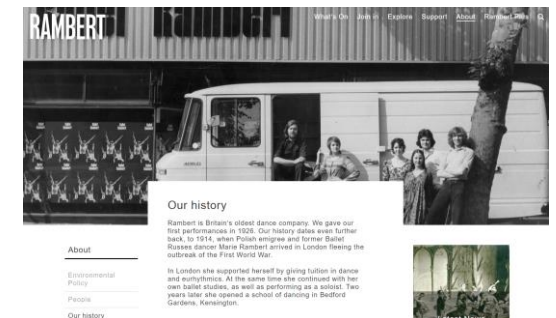 RAMBERT
What's On Join in Explore Support About Rambert Plus
Our history
Rambert is Britain's oldest dance company. We gave our
first performances in 1926. Our history dates even further
back, to 1914, when Polish emigree and former Ballet
Russes dancer Marie Rambert arrived in London fleeing the
outbreak of the First World War.
In London she supported herself by giving tuition in dance
and eurhythmics. At the same time she continued with her
own ballet studies, as well as performing as a soloist. Two
years later she opened a school of dancing in Bedford
Gardens, Kensington.
About
Environmental
Policy
People
Our history
Latest News